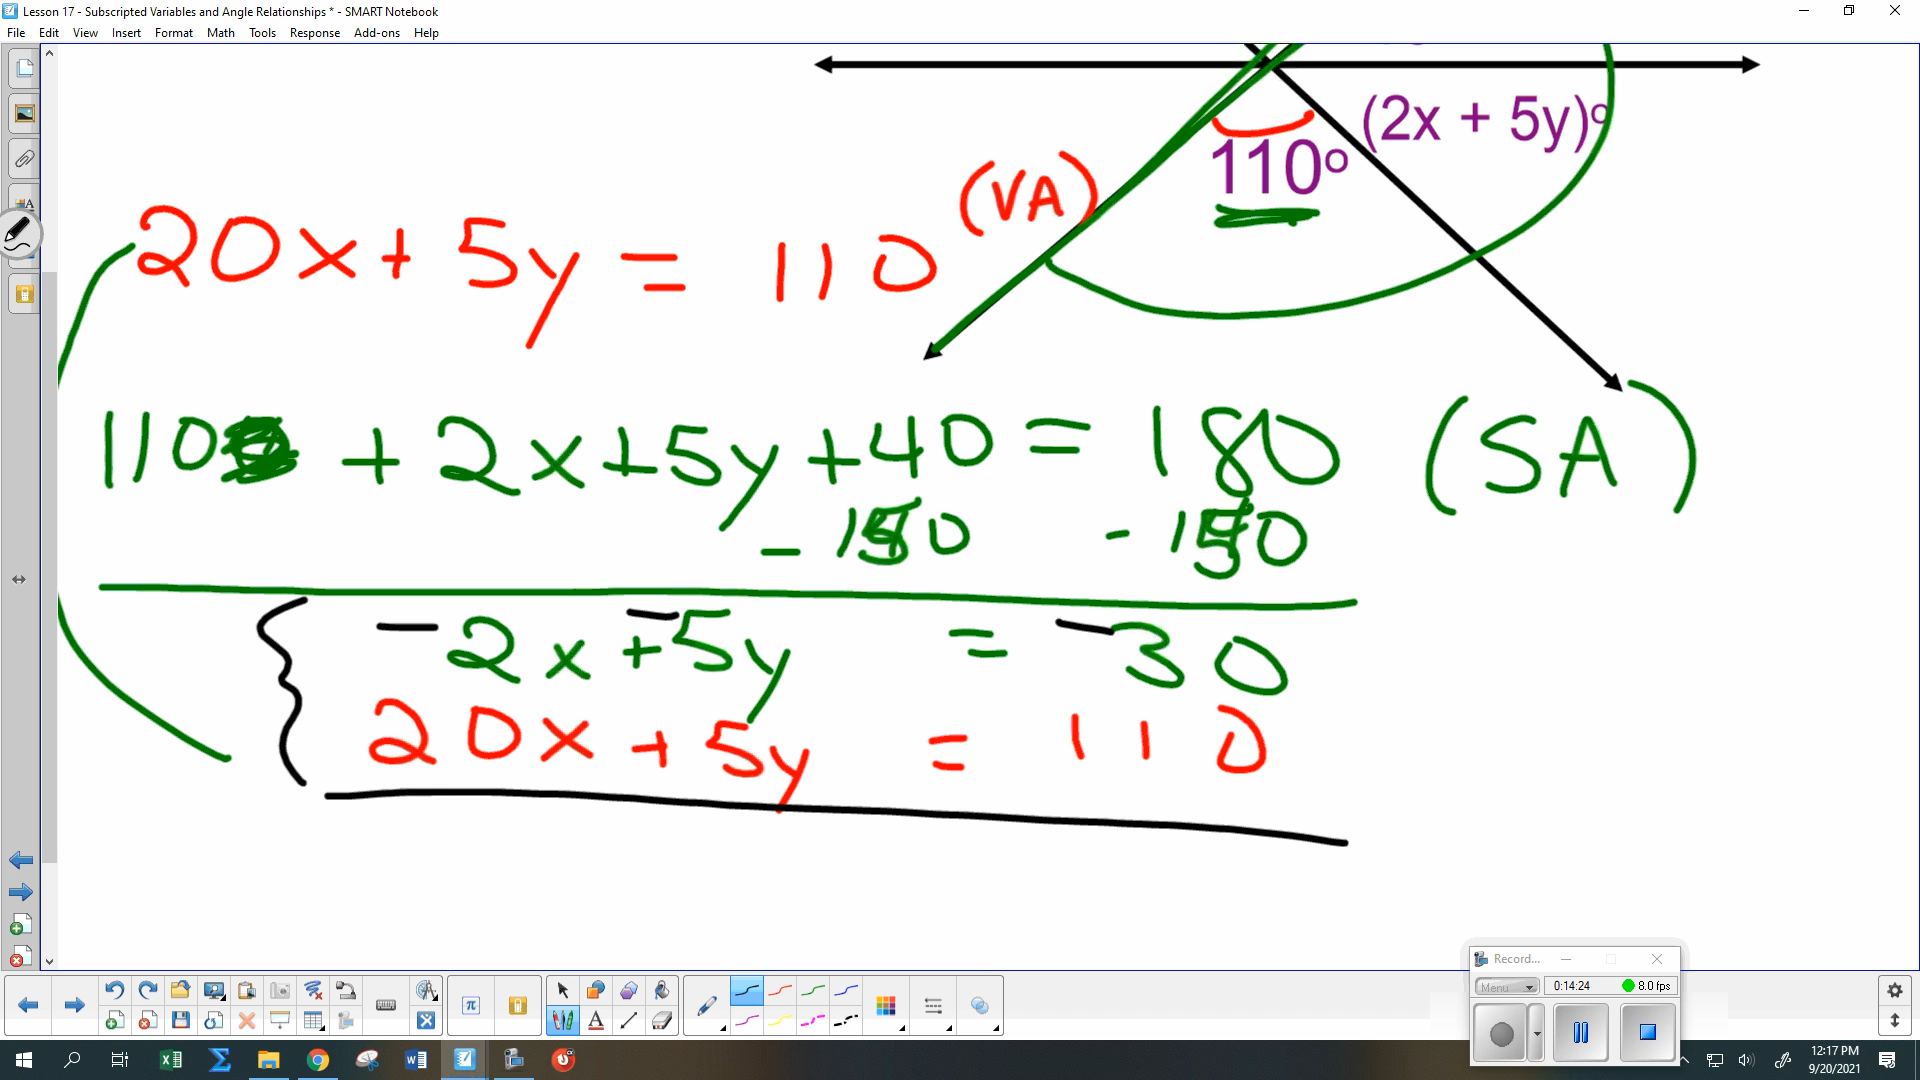 Lesson 17 - Subscripted Variables and Angle Relationships * - SMART Notebook
File Edit View Insert Format Math Tools Response Add-ons Help
(2x + 5y)o
110o
(VA)
20x + 5y = 110
110 + 2x + 5y + 40 = 180 (SA)
- 150 - 150
- 2x + - 5y = - 30
20x + 5y = 110
Record...
Menu 0:14:24 8.0 fps
12:17 PM
9/20/2021